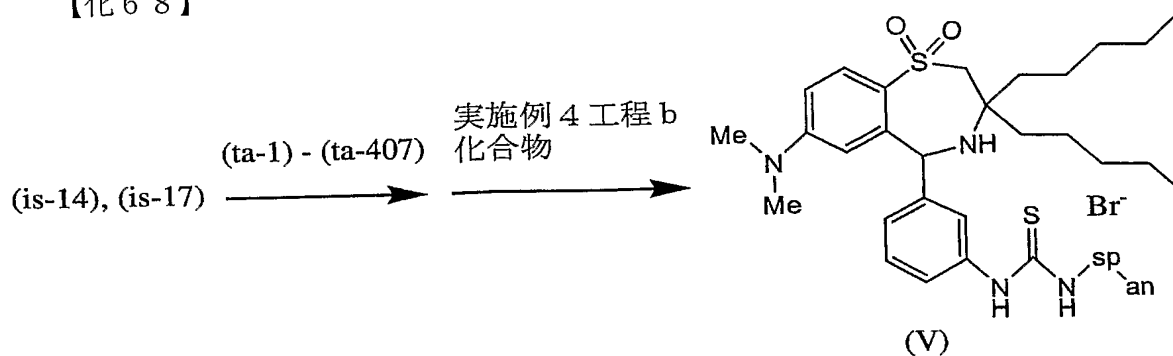 【化６８】
(is-14), (is-17)
(ta-1) - (ta-407)
実施例４工程ｂ
化合物
O O
S
Me
N
Me
NH
S
Br⁻
N
H
N
H
sp
an
(V)